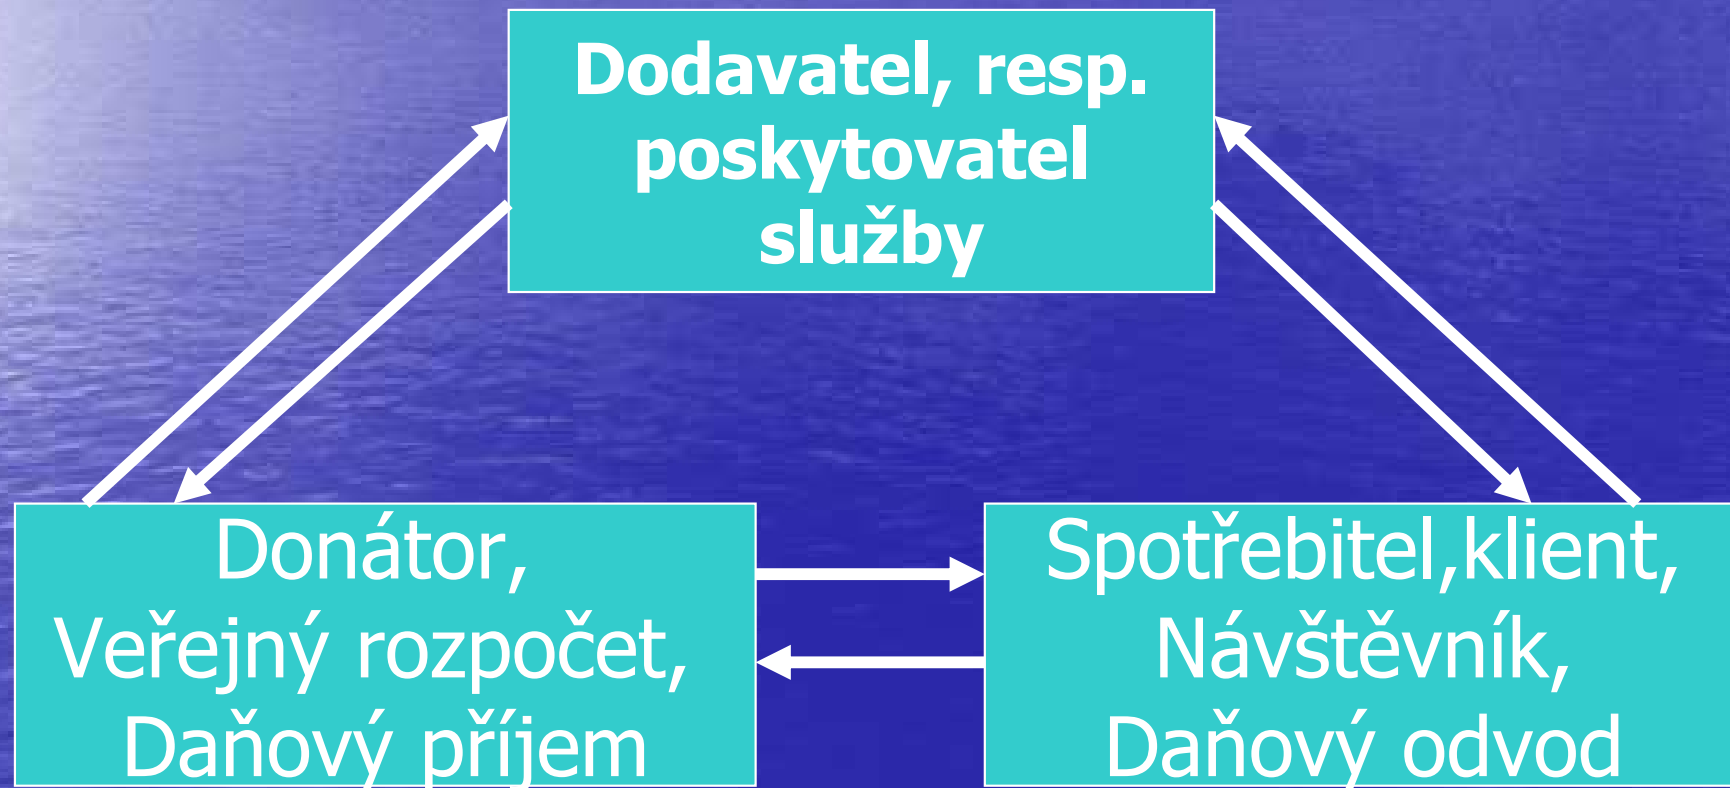 Dodavatel, resp.
poskytovatel
služby
Donátor,
Veřejný rozpočet,
Daňový příjem
Spotřebitel,klient,
Návštěvník,
Daňový odvod